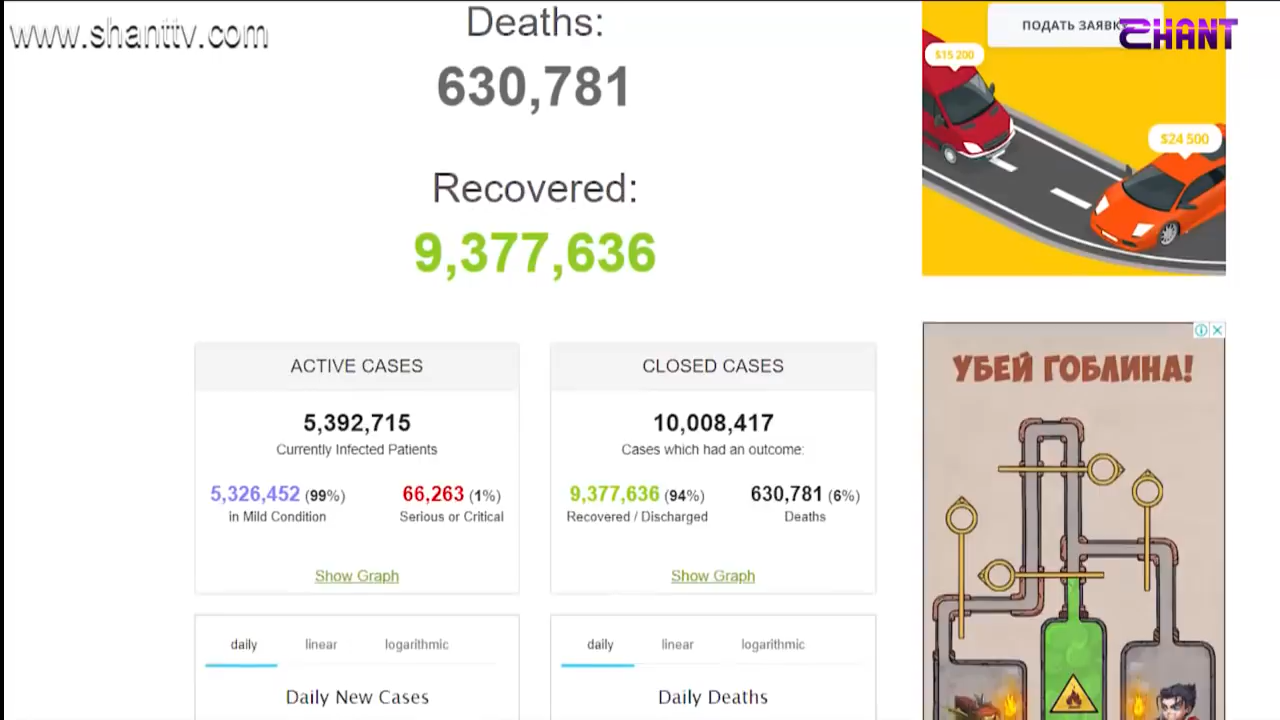 www.shanttv.com
Deaths:
630,781
Recovered:
9,377,636
ACTIVE CASES
5,392,715
Currently Infected Patients
5,326,452 (99%)
in Mild Condition
66,263 (1%)
Serious or Critical
Show Graph
CLOSED CASES
10,008,417
Cases which had an outcome:
9,377,636 (94%)
Recovered / Discharged
630,781 (6%)
Deaths
Show Graph
daily linear logarithmic
Daily New Cases
daily linear logarithmic
Daily Deaths
ПОДАТЬ ЗАЯВКУ
SHANT
$15 200
$24 500
УБЕЙ ГОБЛИНА!